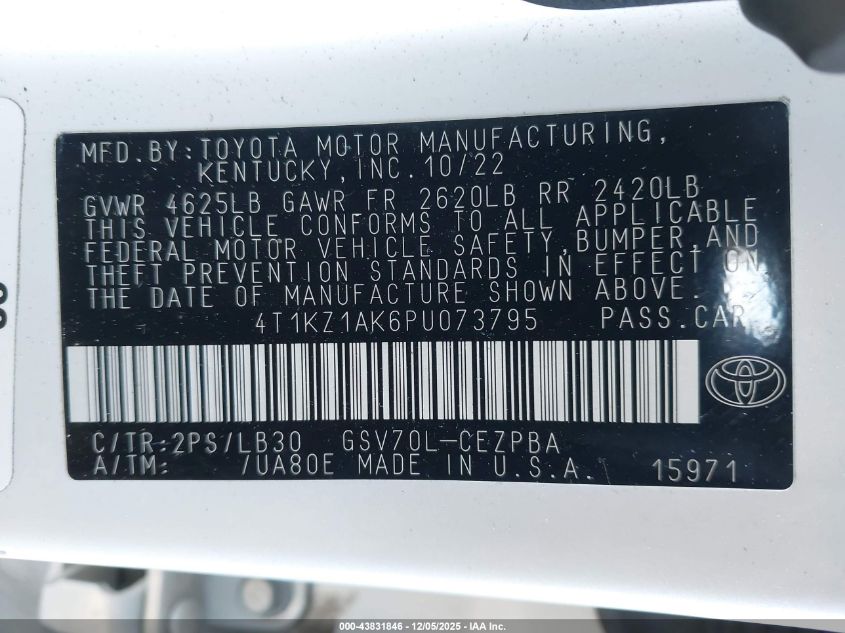 MFD.BY:TOYOTA MOTOR MANUFACTURING,
KENTUCKY,INC.10/22
GVWR 4625LB GAWR FR 2620LB RR 2420LB
THIS VEHICLE CONFORMS TO ALL APPLICABLE
FEDERAL MOTOR VEHICLE SAFETY,BUMPER,AND
THEFT PREVENTION STANDARDS IN EFFECT ON
THE DATE OF MANUFACTURE SHOWN ABOVE.
4T1KZ1AK6PU073795 PASS.CAR
C/TR:2PS/LB30 GSV70L-CEZPBA
A/TM: /UA80E MADE IN U.S.A. 15971
000-43831846 - 12/05/2025 - IAA Inc.